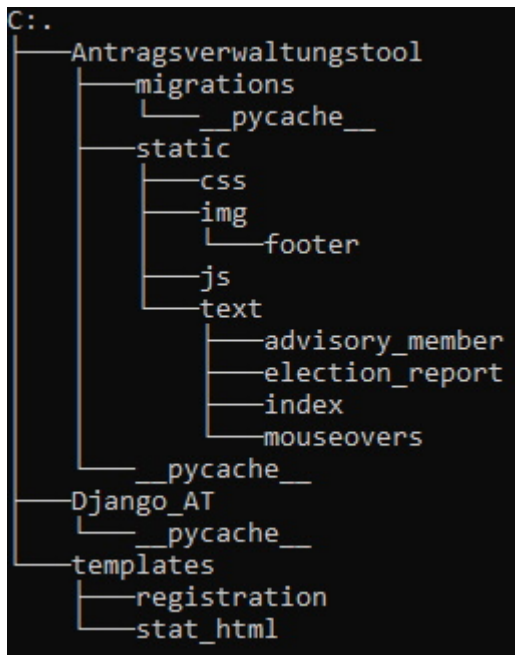 C:.
├───Antragsverwaltungstool
│   ├───migrations
│   │   └───__pycache__
│   ├───static
│   │   ├───css
│   │   ├───img
│   │   │   └───footer
│   │   ├───js
│   │   └───text
│   │       ├───advisory_member
│   │       ├───election_report
│   │       ├───index
│   │       └───mouseovers
│   └───__pycache__
├───Django_AT
│   └───__pycache__
└───templates
    ├───registration
    └───stat_html